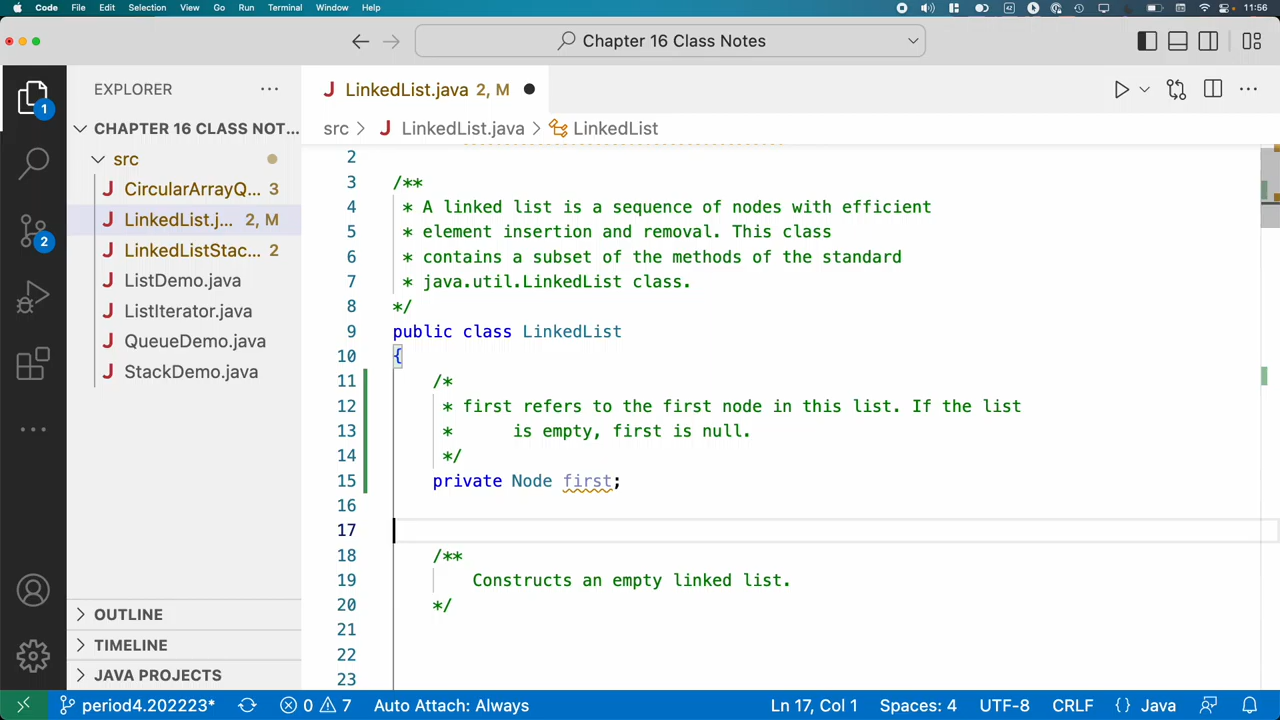 Code File Edit Selection View Go Run Terminal Window Help 11:56
Chapter 16 Class Notes
EXPLORER
LinkedList.java 2, M
CHAPTER 16 CLASS NOT...
src > LinkedList.java > LinkedList
src
CircularArrayQ... 3
LinkedList.j... 2, M
LinkedListStac... 2
ListDemo.java
ListIterator.java
QueueDemo.java
StackDemo.java
OUTLINE
TIMELINE
JAVA PROJECTS
1
2
2
3 /**
4 * A linked list is a sequence of nodes with efficient
5 * element insertion and removal. This class
6 * contains a subset of the methods of the standard
7 * java.util.LinkedList class.
8 */
9 public class LinkedList
10 {
11 /*
12 * first refers to the first node in this list. If the list
13 * is empty, first is null.
14 */
15 private Node first;
16
17
18 /**
19 Constructs an empty linked list.
20 */
21
22
23
period4.202223* 0 7 Auto Attach: Always Ln 17, Col 1 Spaces: 4 UTF-8 CRLF {} Java